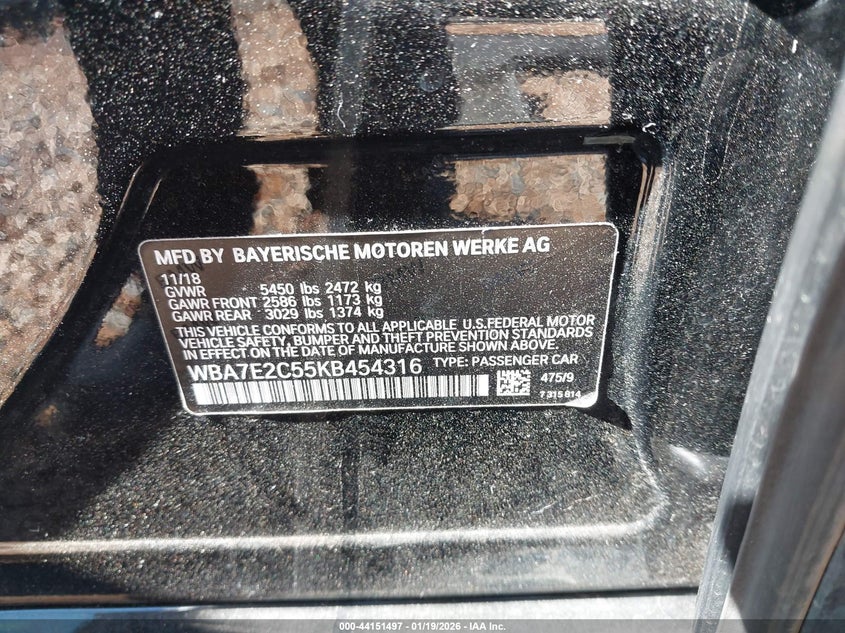 MFD BY BAYERISCHE MOTOREN WERKE AG
11/18
GVWR 5450 lbs 2472 kg
GAWR FRONT 2586 lbs 1173 kg
GAWR REAR 3029 lbs 1374 kg
THIS VEHICLE CONFORMS TO ALL APPLICABLE U.S.FEDERAL MOTOR
VEHICLE SAFETY, BUMPER AND THEFT PREVENTION STANDARDS
IN EFFECT ON THE DATE OF MANUFACTURE SHOWN ABOVE.
WBA7E2C55KB454316 TYPE: PASSENGER CAR
475/9
7 315 814
000-44151497 - 01/19/2026 - IAA Inc.